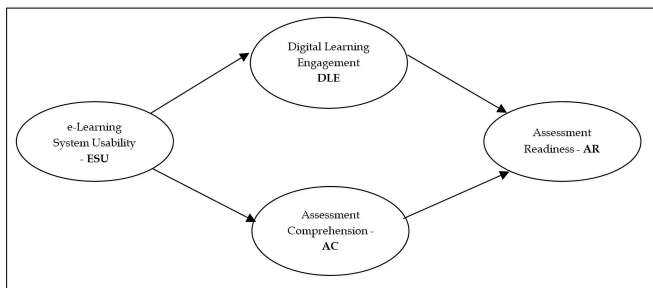 Digital Learning
Engagement
DLE
e-Learning
System Usability
- ESU
Assessment
Readiness - AR
Assessment
Comprehension -
AC